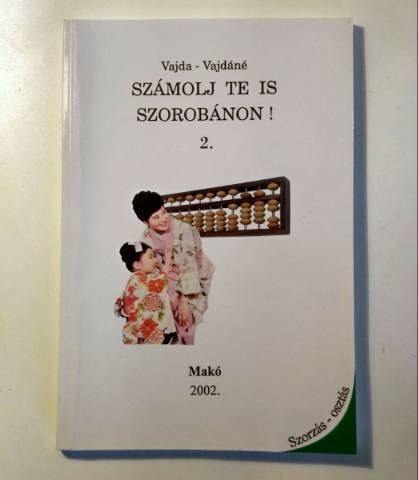 Vajda - Vajdáné
SZÁMOLJ TE IS
SZOROBÁNON !
2.
Makó
2002.
Szorzás - osztás